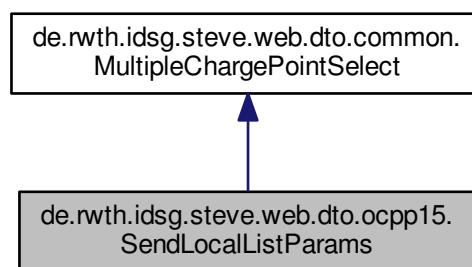 de.rwth.idsg.steve.web.dto.common.
MultipleChargePointSelect
de.rwth.idsg.steve.web.dto.ocpp15.
SendLocalListParams